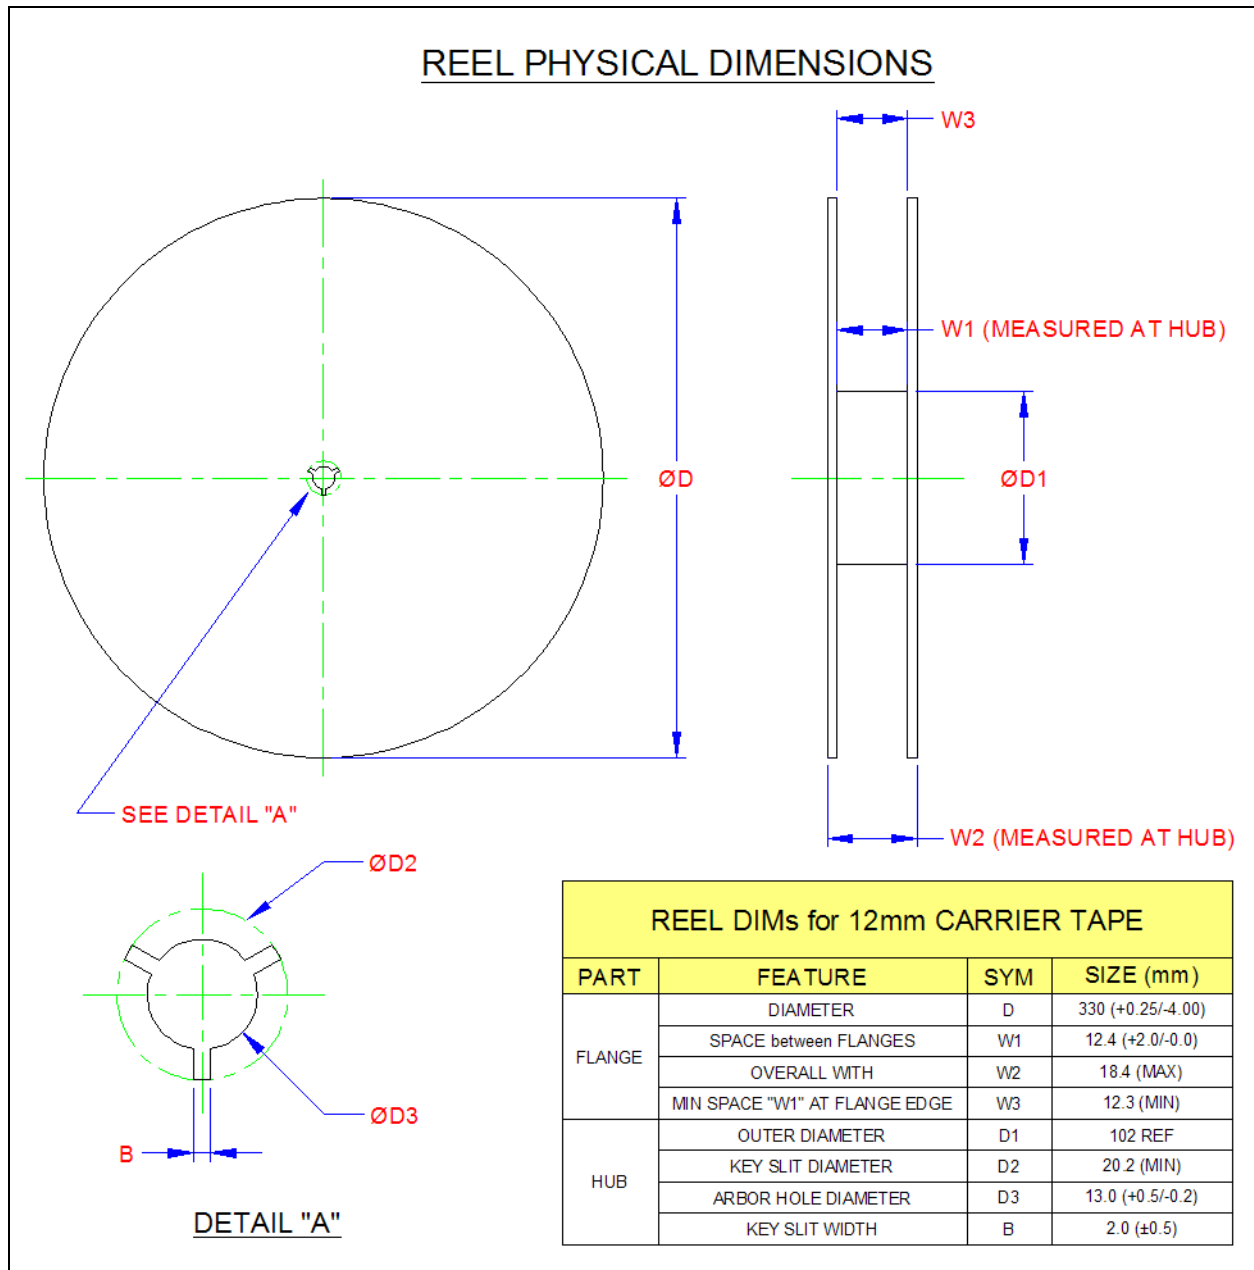 REEL PHYSICAL DIMENSIONS
W3
W1 (MEASURED AT HUB)
ØD
ØD1
SEE DETAIL "A"
W2 (MEASURED AT HUB)
ØD2
ØD3
B
DETAIL "A"
REEL DIMs for 12mm CARRIER TAPE
PART FEATURE SYM SIZE (mm)
FLANGE
DIAMETER D 330 (+0.25/-4.00)
SPACE between FLANGES W1 12.4 (+2.0/-0.0)
OVERALL WITH W2 18.4 (MAX)
MIN SPACE "W1" AT FLANGE EDGE W3 12.3 (MIN)
HUB
OUTER DIAMETER D1 102 REF
KEY SLIT DIAMETER D2 20.2 (MIN)
ARBOR HOLE DIAMETER D3 13.0 (+0.5/-0.2)
KEY SLIT WIDTH B 2.0 (±0.5)